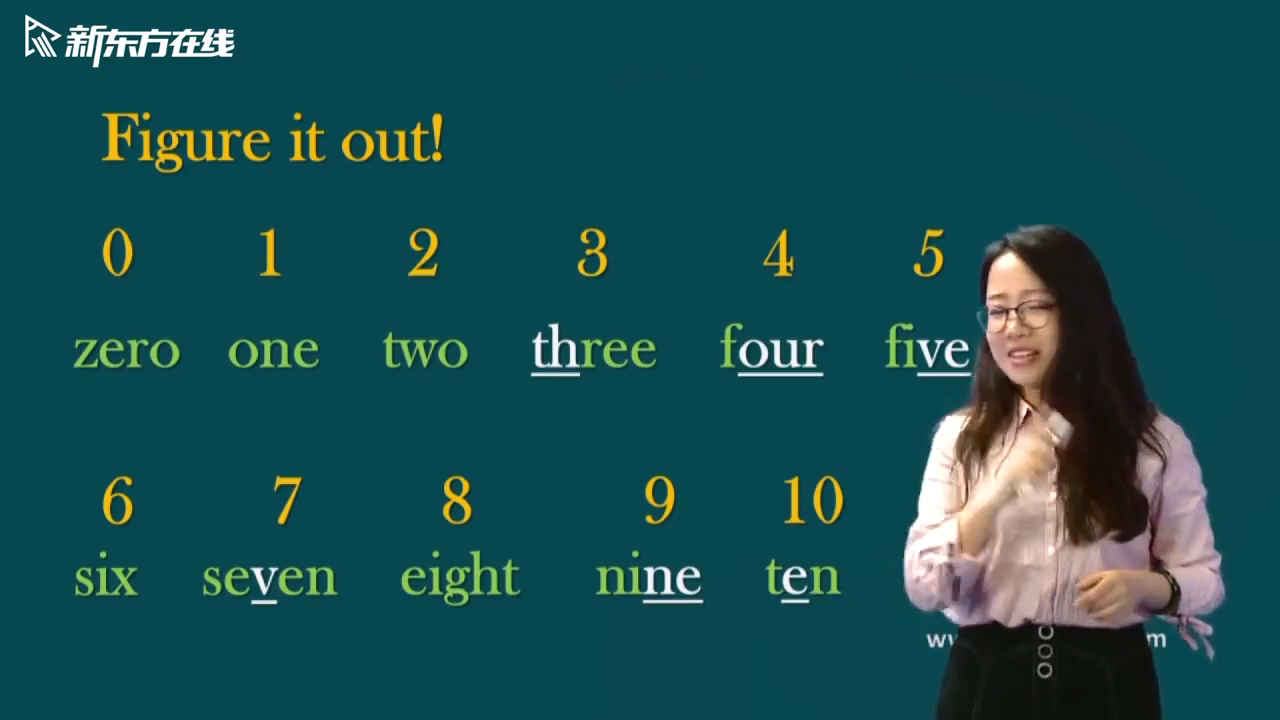 新东方在线
Figure it out!
0 1 2 3 4 5
zero one two three four five
6 7 8 9 10
six seven eight nine ten